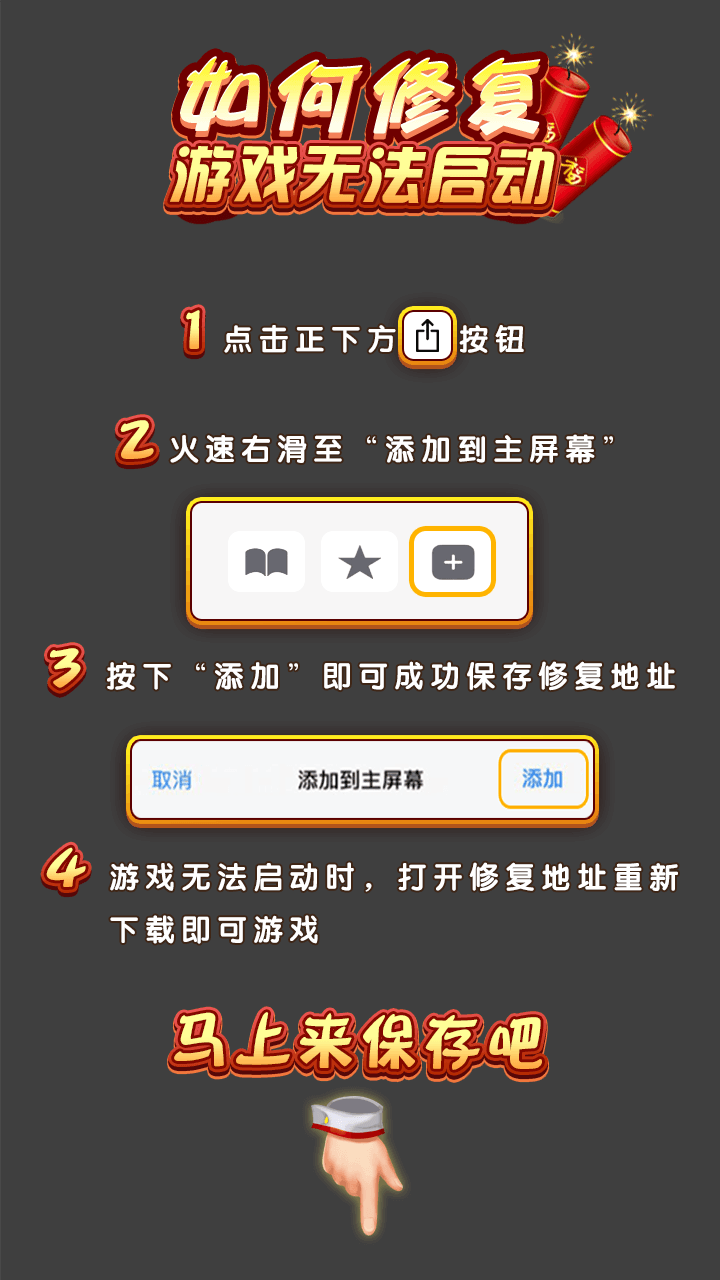 如何修复
游戏无法启动
1 点击正下方按钮
2 火速右滑至“添加到主屏幕”
3 按下“添加”即可成功保存修复地址
取消 添加到主屏幕 添加
4 游戏无法启动时，打开修复地址重新
下载即可游戏
马上来保存吧